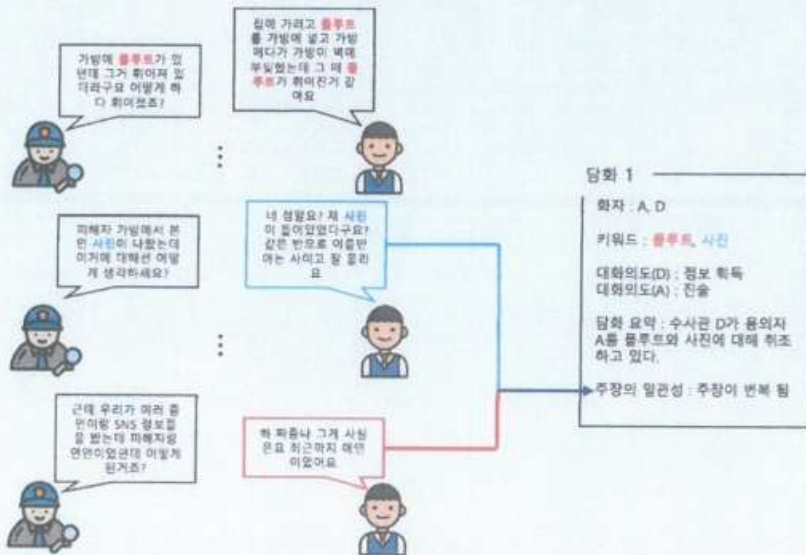 가방에 플루트가 있
던데 그거 휘어져 있
더라구요 어떻게 하
다 휘어졌죠?
집에 가려고 플루트
를 가방에 넣고 가방
메다가 가방이 벽에
부딪혔는데 그 때 플
루트가 휘어진거 같
아요
피해자 가방에서 본
인 사진이 나왔는데
이거에 대해선 어떻
게 생각하세요?
네 정말요? 제 사진
이 들어있었다구요?
같은 반으로 이름만
아는 사이고 잘 몰라
요
근데 우리가 여러 증
언이랑 SNS 정보들
을 봤는데 피해자랑
연인이었던데 어떻게
된거죠?
하 짜증나 그게 사실
은요 최근까지 애인
이었어요
담화 1
화자 : A, D
키워드 : 플루트, 사진
대화의도(D) : 정보 획득
대화의도(A) : 진술
담화 요약 : 수사관 D가 용의자
A를 플루트와 사진에 대해 취조
하고 있다.
주장의 일관성 : 주장이 번복 됨